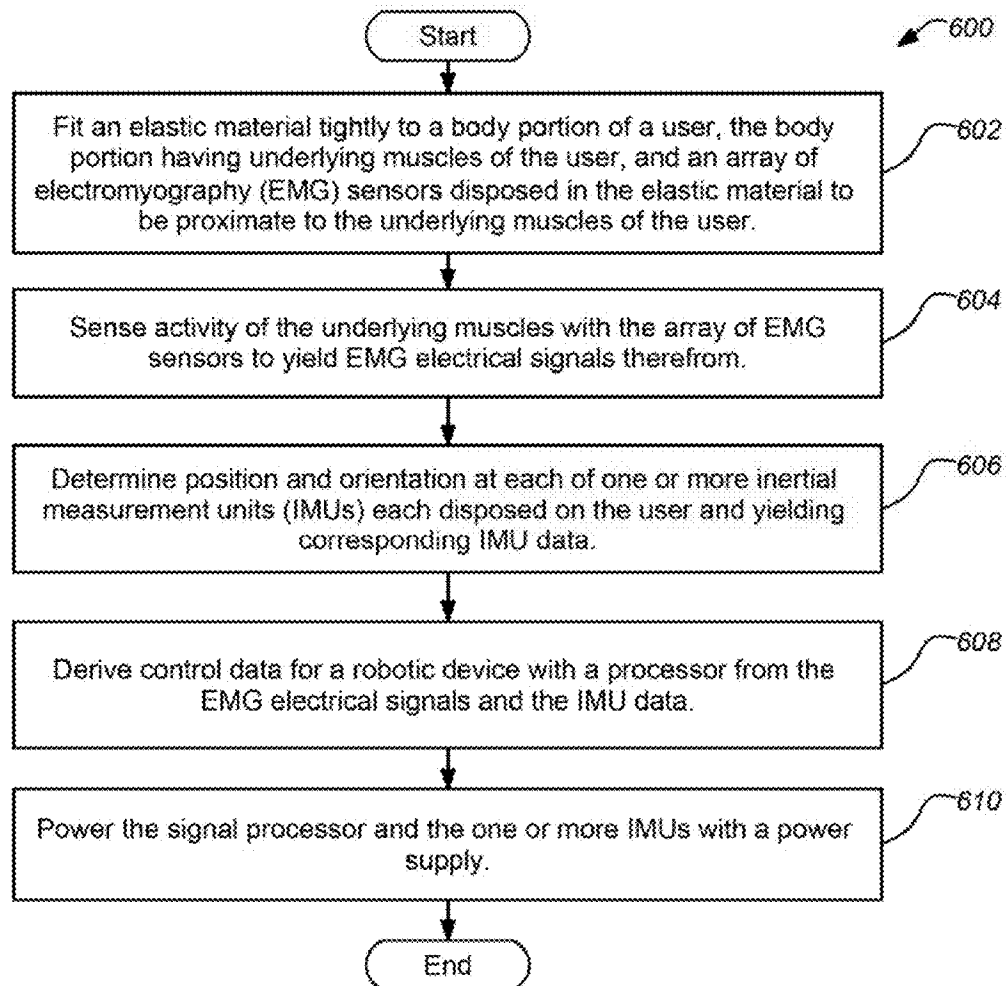 Start
600
Fit an elastic material tightly to a body portion of a user, the body
portion having underlying muscles of the user, and an array of
electromyography (EMG) sensors disposed in the elastic material to
be proximate to the underlying muscles of the user.
602
Sense activity of the underlying muscles with the array of EMG
sensors to yield EMG electrical signals therefrom.
604
Determine position and orientation at each of one or more inertial
measurement units (IMUs) each disposed on the user and yielding
corresponding IMU data.
606
Derive control data for a robotic device with a processor from the
EMG electrical signals and the IMU data.
608
Power the signal processor and the one or more IMUs with a power
supply.
610
End